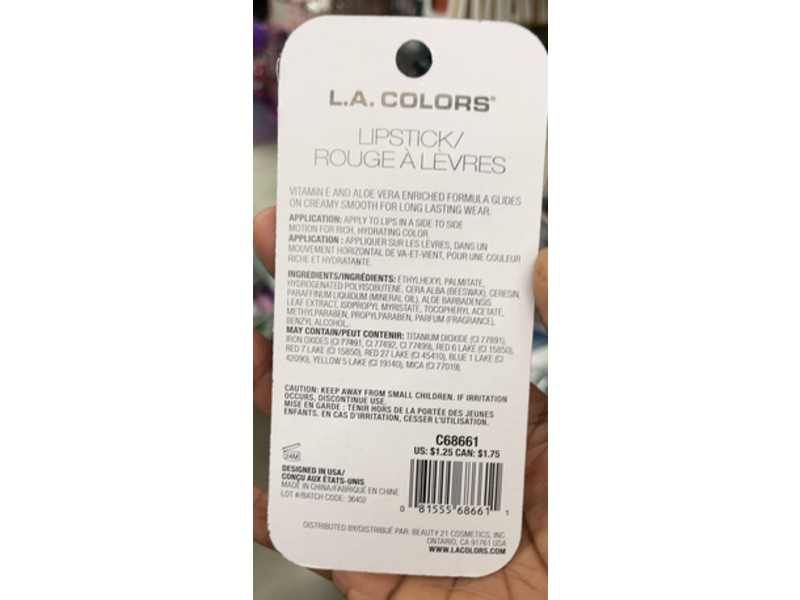 L.A. COLORS®
LIPSTICK/
ROUGE À LÈVRES
VITAMIN E AND ALOE VERA ENRICHED FORMULA GLIDES
ON CREAMY SMOOTH FOR LONG LASTING WEAR.
APPLICATION: APPLY TO LIPS IN A SIDE TO SIDE
MOTION FOR RICH, HYDRATING COLOR.
APPLICATION : APPLIQUER SUR LES LÈVRES, DANS UN
MOUVEMENT HORIZONTAL DE VA-ET-VIENT, POUR UNE COULEUR
RICHE ET HYDRATANTE.
INGREDIENTS/INGRÉDIENTS: ETHYLHEXYL PALMITATE,
HYDROGENATED POLYISOBUTENE, CERA ALBA (BEESWAX), CERESIN,
PARAFFINUM LIQUIDUM (MINERAL OIL), ALOE BARBADENSIS
LEAF EXTRACT, ISOPROPYL MYRISTATE, TOCOPHERYL ACETATE,
METHYLPARABEN, PROPYLPARABEN, PARFUM (FRAGRANCE),
BENZYL ALCOHOL.
MAY CONTAIN/PEUT CONTENIR: TITANIUM DIOXIDE (CI 77891),
IRON OXIDES (CI 77491, CI 77492, CI 77499), RED 6 LAKE (CI 15850),
RED 7 LAKE (CI 15850), RED 27 LAKE (CI 45410), BLUE 1 LAKE (CI
42090), YELLOW 5 LAKE (CI 19140), MICA (CI 77019).
CAUTION: KEEP AWAY FROM SMALL CHILDREN. IF IRRITATION
OCCURS, DISCONTINUE USE.
MISE EN GARDE : TENIR HORS DE LA PORTÉE DES JEUNES
ENFANTS. EN CAS D'IRRITATION, CESSER L'UTILISATION.
C68661
US: $1.25 CAN: $1.75
24M
DESIGNED IN USA/
CONÇU AUX ÉTATS-UNIS
MADE IN CHINA/FABRIQUÉ EN CHINE
LOT #/BATCH CODE: 36402
0 81555 68661 1
DISTRIBUTED BY/DISTRIBUÉ PAR: BEAUTY 21 COSMETICS, INC.
ONTARIO, CA 91761 USA
WWW.LACOLORS.COM